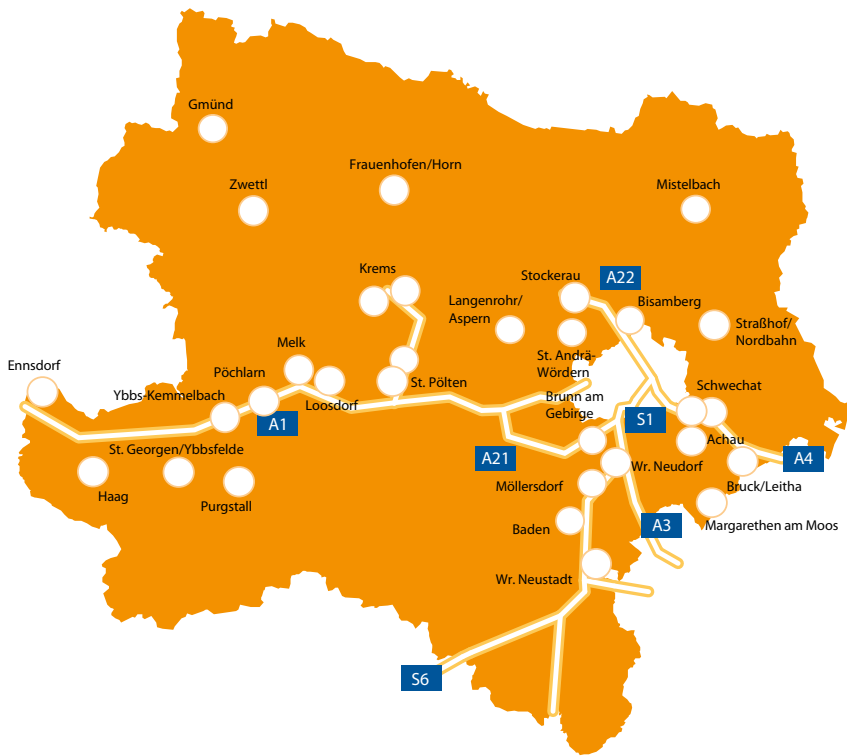 Gmünd
Frauenhofen/Horn
Zwettl
Mistelbach
Krems
Stockerau
A22
Langenrohr/
Aspern
Bisamberg
Straßhof/
Nordbahn
St. Andrä-
Wördern
Melk
Ennsdorf
Pöchlarn
Ybbs-Kemmelbach
Loosdorf
St. Pölten
Schwechat
Brunn am
Gebirge
A1
S1
St. Georgen/Ybbsfelde
A21
Achau
A4
Wr. Neudorf
Haag
Möllersdorf
Bruck/Leitha
Purgstall
Baden
A3
Margarethen am Moos
Wr. Neustadt
S6